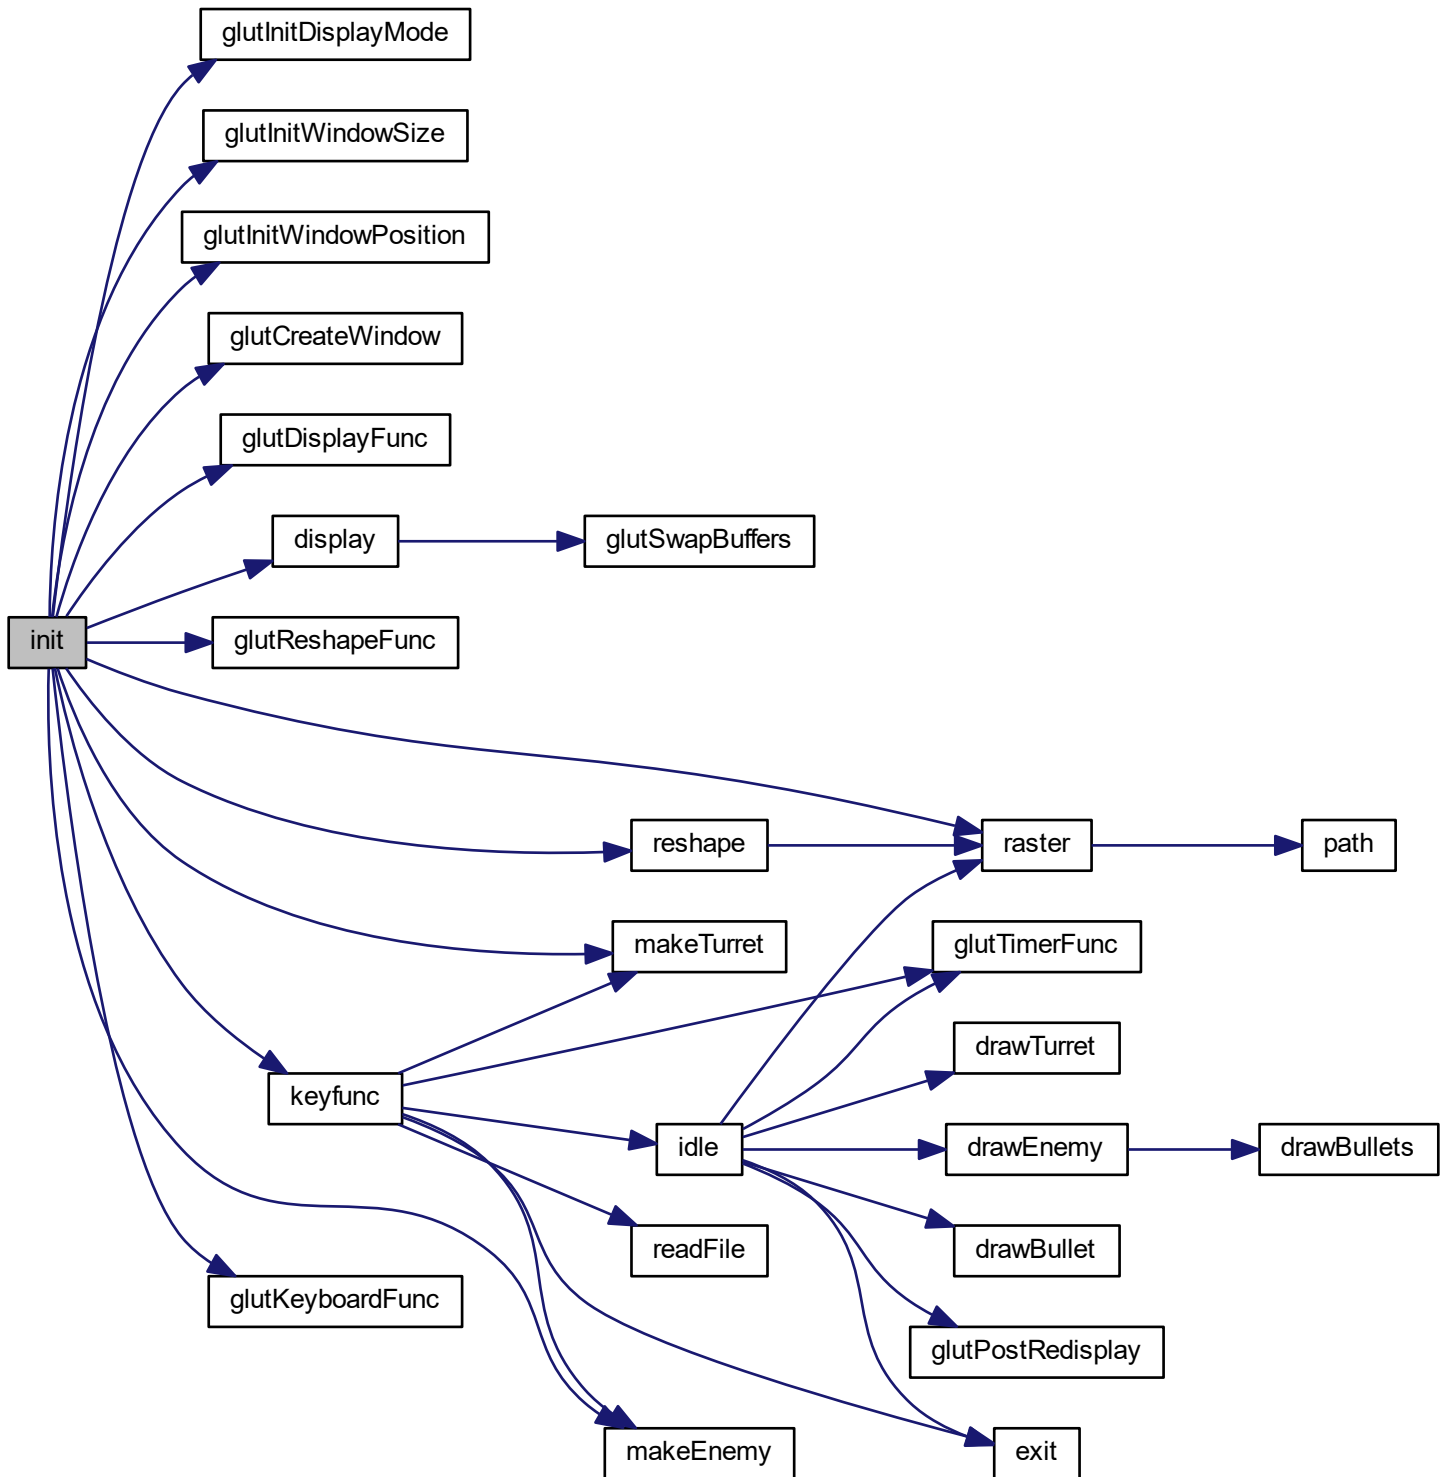 glutInitDisplayMode
glutInitWindowSize
glutInitWindowPosition
glutCreateWindow
glutDisplayFunc
display
glutSwapBuffers
init
glutReshapeFunc
reshape
raster
path
makeTurret
glutTimerFunc
drawTurret
keyfunc
idle
drawEnemy
drawBullets
readFile
drawBullet
glutKeyboardFunc
glutPostRedisplay
makeEnemy
exit